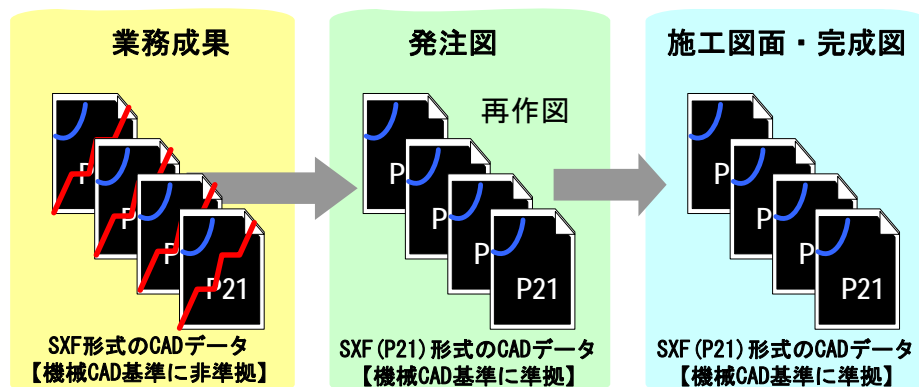 業務成果
P
P
P
P21
SXF形式のCADデータ
【機械CAD基準に非準拠】
発注図
再作図
P
P
P
P21
SXF(P21)形式のCADデータ
【機械CAD基準に準拠】
施工図面・完成図
P
P
P
P21
SXF(P21)形式のCADデータ
【機械CAD基準に準拠】